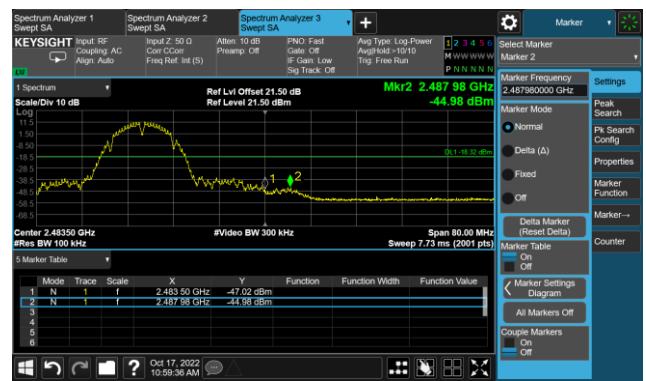 Spectrum Analyzer 1
Swept SA
Spectrum Analyzer 2
Swept SA
Spectrum Analyzer 3
Swept SA
Marker
KEYSIGHT
Input: RF
Coupling: AC
Align: Auto
Input Z: 50 Ω
Corr CCorr
Freq Ref: Int (S)
Atten: 10 dB
Preamp: Off
PNO: Fast
Gate: Off
IF Gain: Low
Sig Track: Off
Avg Type: Log-Power
Avg|Hold:>10/10
Trig: Free Run
1 2 3 4 5 6
M W W W W W
P N N N N N
Select Marker
Marker 2
LXI
1 Spectrum
Scale/Div 10 dB
Ref Lvl Offset 21.50 dB
Ref Level 21.50 dBm
Mkr2 2.487 98 GHz
-44.98 dBm
Log
11.5
1.50
-8.50
-18.5
-28.5
-38.5
-48.5
-58.5
-68.5
DL1 -18.32 dBm
1
2
Center 2.48350 GHz
#Res BW 100 kHz
#Video BW 300 kHz
Span 80.00 MHz
Sweep 7.73 ms (2001 pts)
5 Marker Table
Mode Trace Scale X Y Function Function Width Function Value
1 N 1 f 2.483 50 GHz -47.02 dBm
2 N 1 f 2.487 98 GHz -44.98 dBm
3
4
5
6
Marker Frequency
2.487980000 GHz
Marker Mode
Normal
Delta (Δ)
Fixed
Off
Delta Marker
(Reset Delta)
Marker Table
On
Off
Marker Settings
Diagram
All Markers Off
Couple Markers
On
Off
Settings
Peak
Search
Pk Search
Config
Properties
Marker
Function
Marker→
Counter
?
Oct 17, 2022
10:59:36 AM